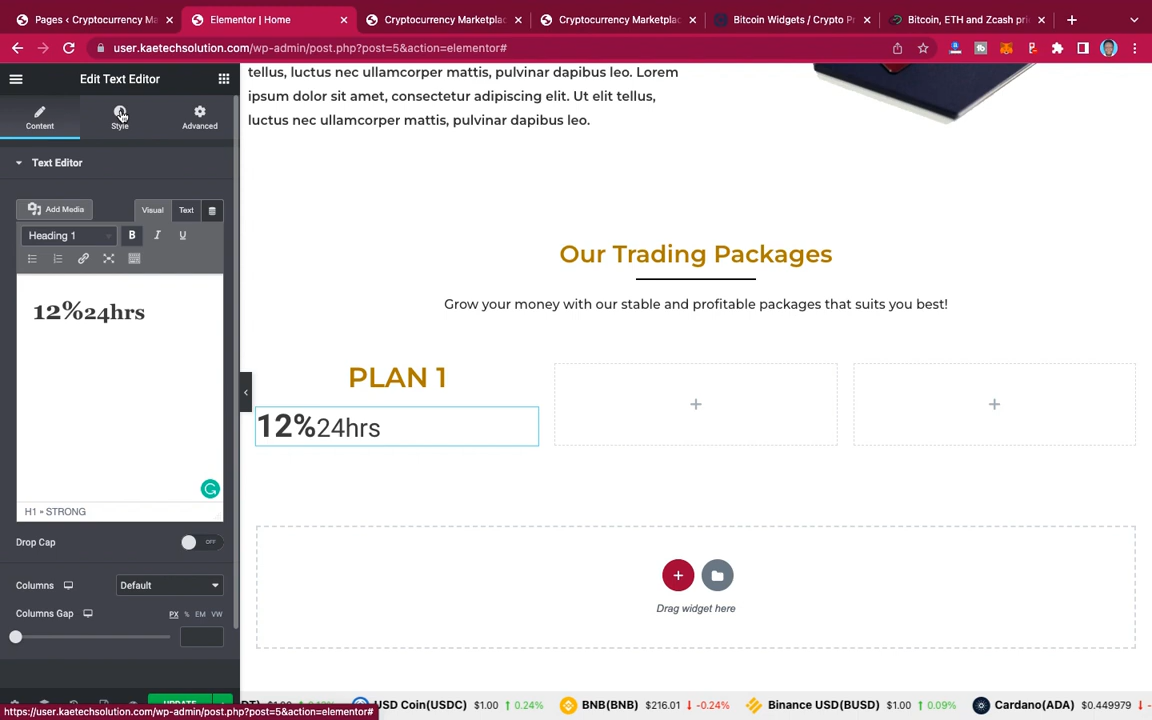 Pages ‹ Cryptocurrency Ma
Elementor | Home
Cryptocurrency Marketplac
Cryptocurrency Marketplac
Bitcoin Widgets / Crypto P
Bitcoin, ETH and Zcash pri
user.kaetechsolution.com/wp-admin/post.php?post=5&action=elementor#
Edit Text Editor
Content
Style
Advanced
Text Editor
Add Media
Visual
Text
Heading 1
B I U
12%24hrs
H1 » STRONG
Drop Cap
OFF
Columns
Default
Columns Gap
PX % EM VW
UPDATE
https://user.kaetechsolution.com/wp-admin/post.php?post=5&action=elementor#
tellus, luctus nec ullamcorper mattis, pulvinar dapibus leo. Lorem
ipsum dolor sit amet, consectetur adipiscing elit. Ut elit tellus,
luctus nec ullamcorper mattis, pulvinar dapibus leo.
Our Trading Packages
Grow your money with our stable and profitable packages that suits you best!
PLAN 1
12%24hrs
Drag widget here
USD Coin(USDC) $1.00 ↑ 0.24%
BNB(BNB) $216.01 ↓ -0.24%
Binance USD(BUSD) $1.00 ↑ 0.09%
Cardano(ADA) $0.449979 ↓